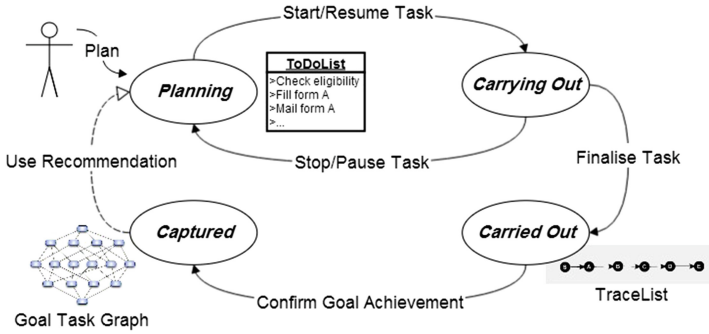 Start/Resume Task
Plan
ToDoList
>Check eligibility
>Fill form A
>Mail form A
>...
Planning
Carrying Out
Stop/Pause Task
Use Recommendation
Finalise Task
Captured
Carried Out
S A B C D E
TraceList
Confirm Goal Achievement
Goal Task Graph